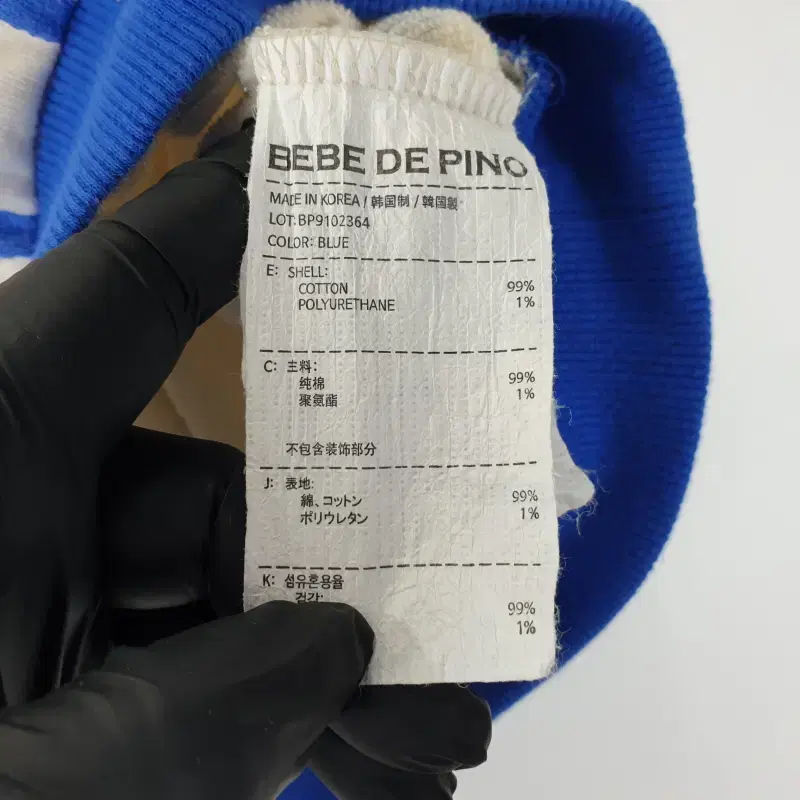 BEBE DE PINO
MADE IN KOREA / 韩国制 / 韓国製
LOT:BP9102364
COLOR: BLUE
E: SHELL:
COTTON 99%
POLYURETHANE 1%
C: 主料:
纯棉 99%
聚氨酯 1%
不包含装饰部分
J: 表地:
綿、コットン 99%
ポリウレタン 1%
K: 섬유혼용율
겉감:
99%
1%